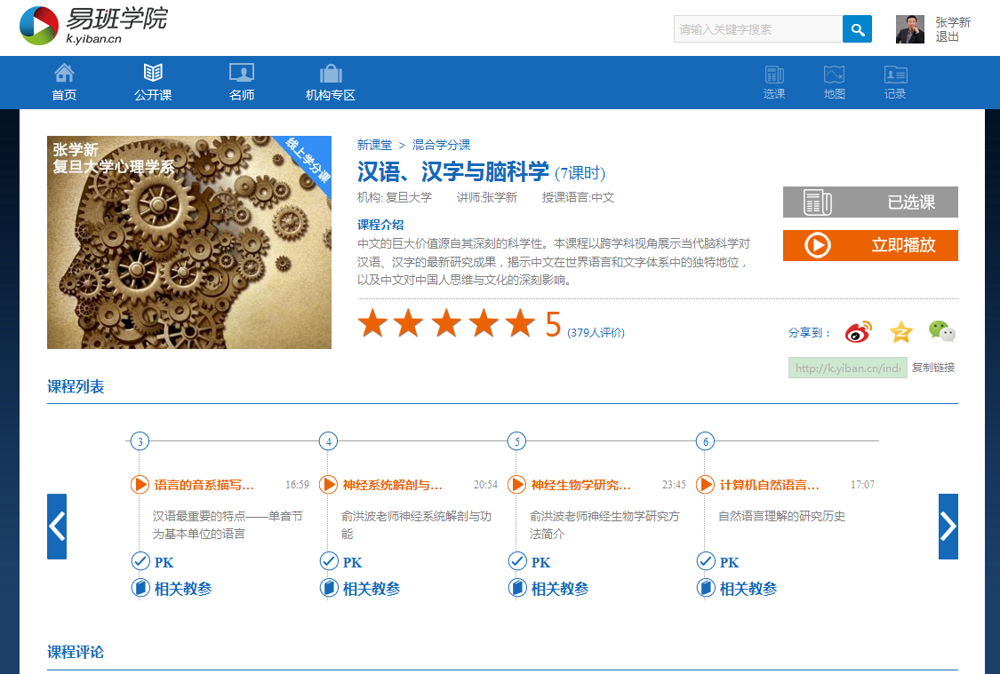 易班学院
k.yiban.cn
请输入关键字搜索
张学新
退出
首页
公开课
名师
机构专区
选课
地图
记录
张学新
复旦大学心理学系
线上学分课
新课堂 > 混合学分课
汉语、汉字与脑科学 (7课时)
机构: 复旦大学 讲师:张学新 授课语言:中文
已选课
课程介绍
中文的巨大价值源自其深刻的科学性。本课程以跨学科视角展示当代脑科学对
汉语、汉字的最新研究成果，揭示中文在世界语言和文字体系中的独特地位，
以及中文对中国人思维与文化的深刻影响。
立即播放
5 (379人评价)
分享到：
http://k.yiban.cn/ind
复制链接
课程列表
3 4 5 6
语言的音系描写... 16:59
神经系统解剖与... 20:54
神经生物学研究... 23:45
计算机自然语言... 17:07
汉语最重要的特点——单音节
为基本单位的语言
俞洪波老师神经系统解剖与功
能
俞洪波老师神经生物学研究方
法简介
自然语言理解的研究历史
PK PK PK PK
相关教参 相关教参 相关教参 相关教参
课程评论